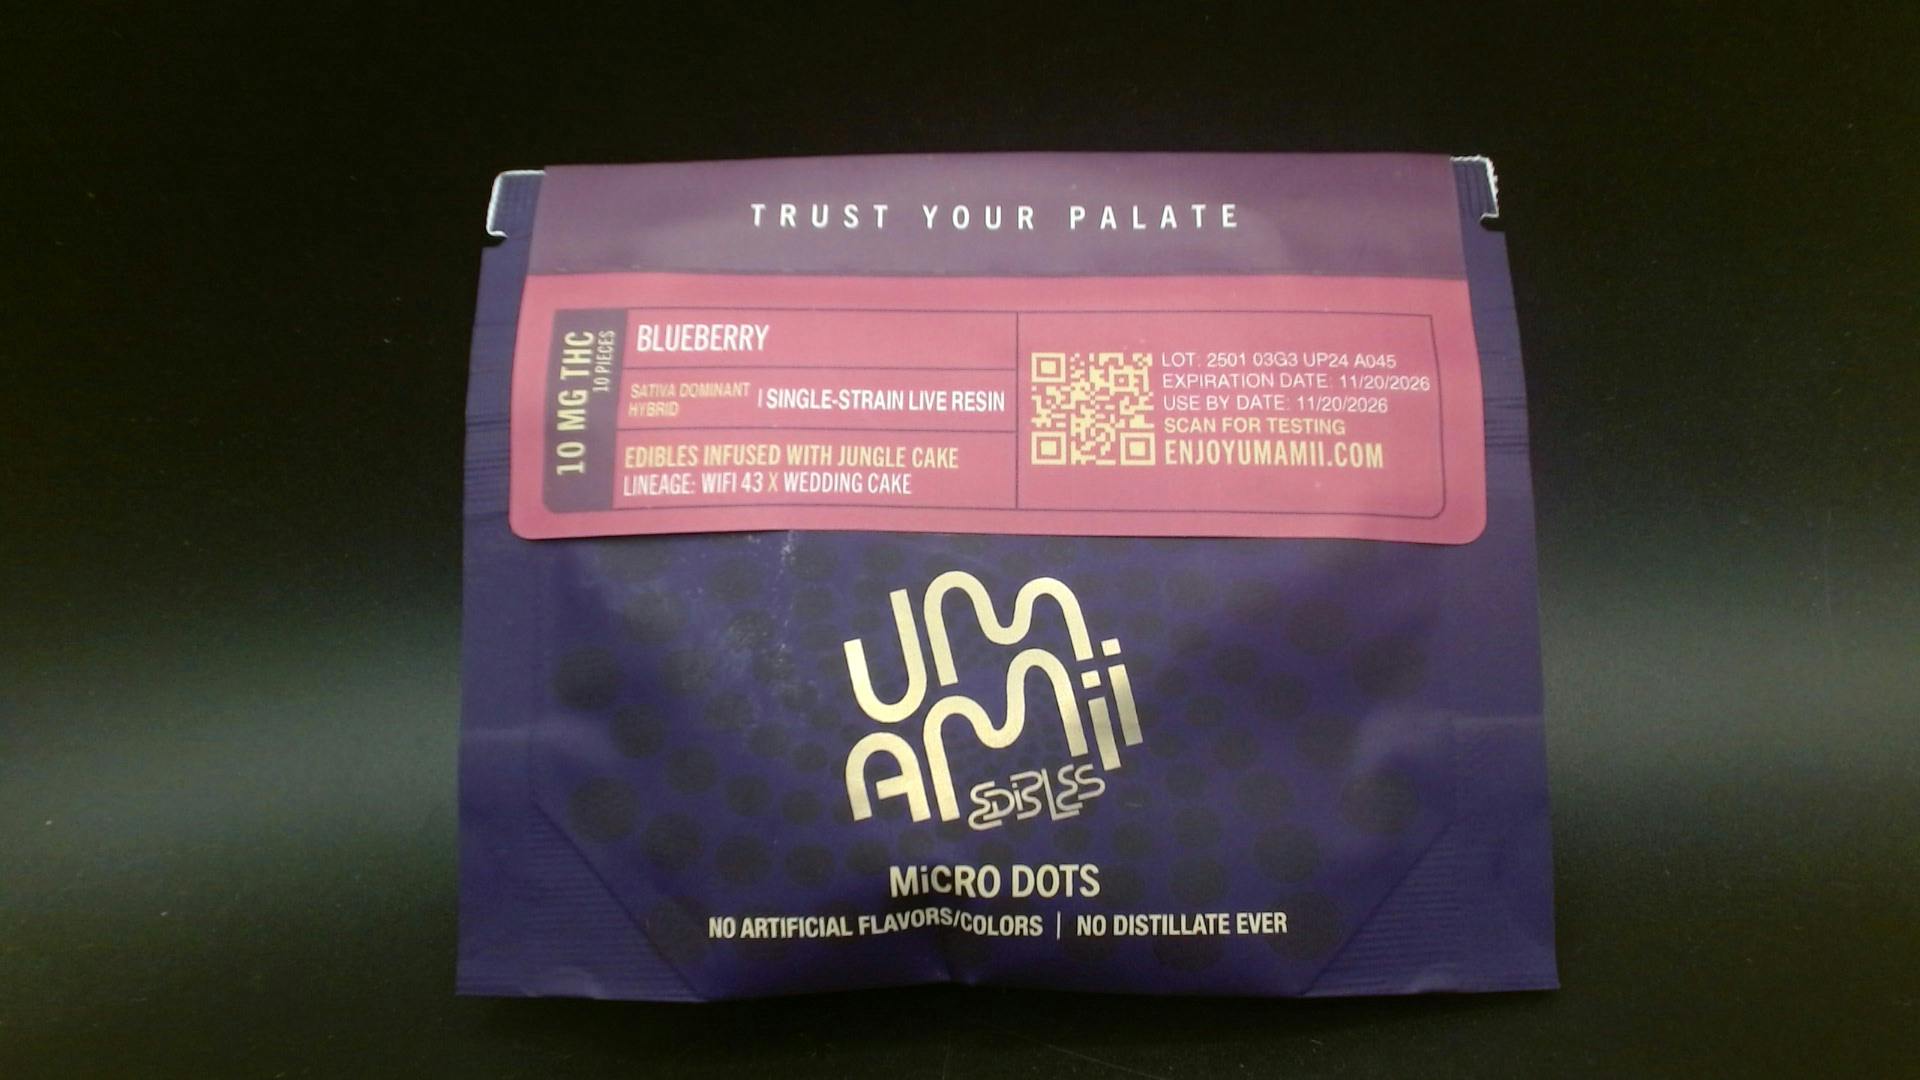 TRUST YOUR PALATE
10 MG THC
10 PIECES
BLUEBERRY
SATIVA DOMINANT
HYBRID
| SINGLE-STRAIN LIVE RESIN
EDIBLES INFUSED WITH JUNGLE CAKE
LINEAGE: WIFI 43 X WEDDING CAKE
LOT: 2501 03G3 UP24 A045
EXPIRATION DATE: 11/20/2026
USE BY DATE: 11/20/2026
SCAN FOR TESTING
ENJOYUMAMII.COM
UM
AMii
EDiBLES
MiCRO DOTS
NO ARTIFICIAL FLAVORS/COLORS | NO DISTILLATE EVER